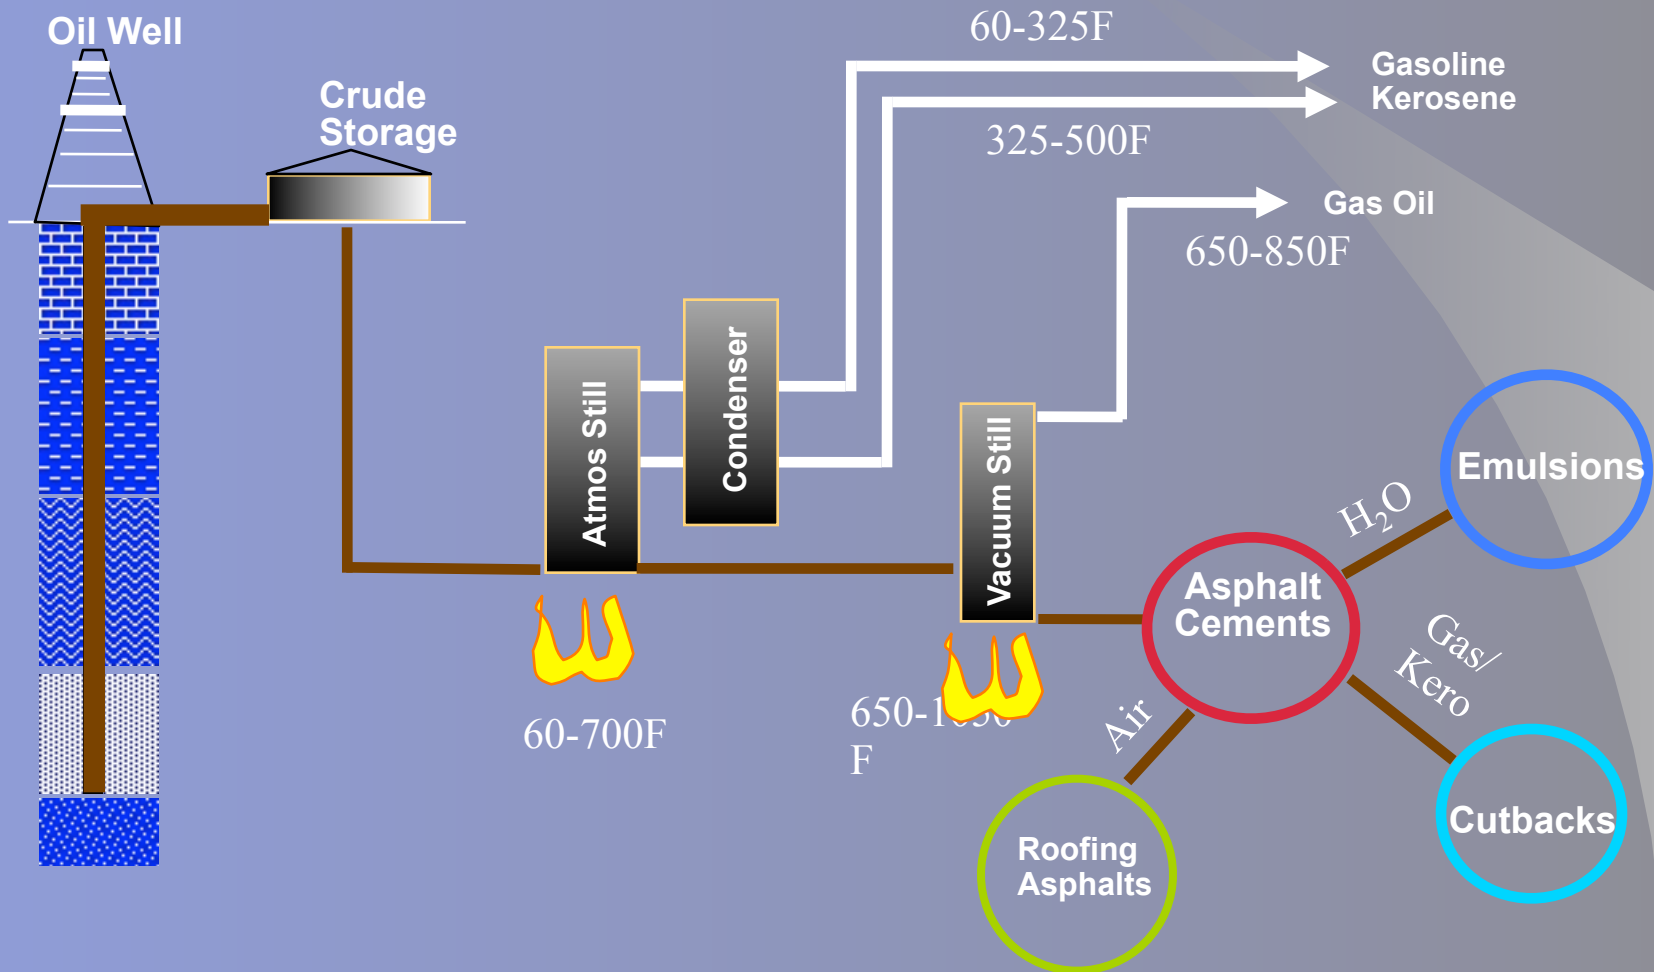 Oil Well
Crude
Storage
60-325F
Gasoline
Kerosene
325-500F
Gas Oil
650-850F
Atmos Still
Condenser
Vacuum Still
60-700F
650-1050
F
Asphalt
Cements
H₂O
Emulsions
Gas/
Kero
Cutbacks
Air
Roofing
Asphalts